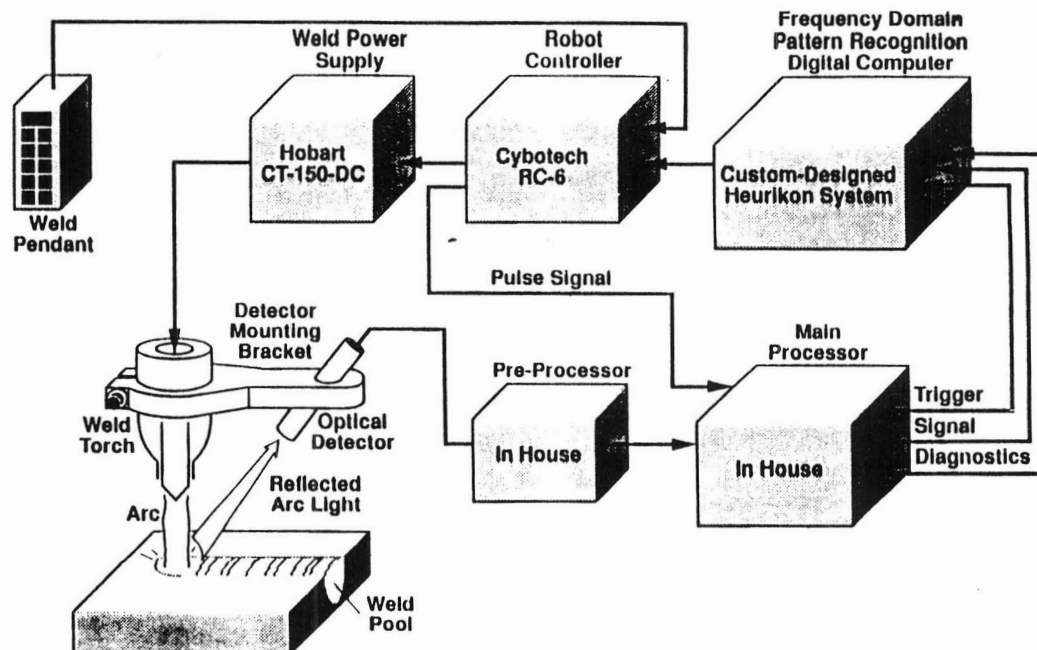 Weld Power
Supply
Robot
Controller
Frequency Domain
Pattern Recognition
Digital Computer
Hobart
CT-150-DC
Cybotech
RC-6
Custom-Designed
Heurikon System
Weld
Pendant
Pulse Signal
Detector
Mounting
Bracket
Main
Processor
Pre-Processor
Weld
Torch
Optical
Detector
In House
In House
Trigger
Signal
Diagnostics
Reflected
Arc Light
Arc
Weld
Pool